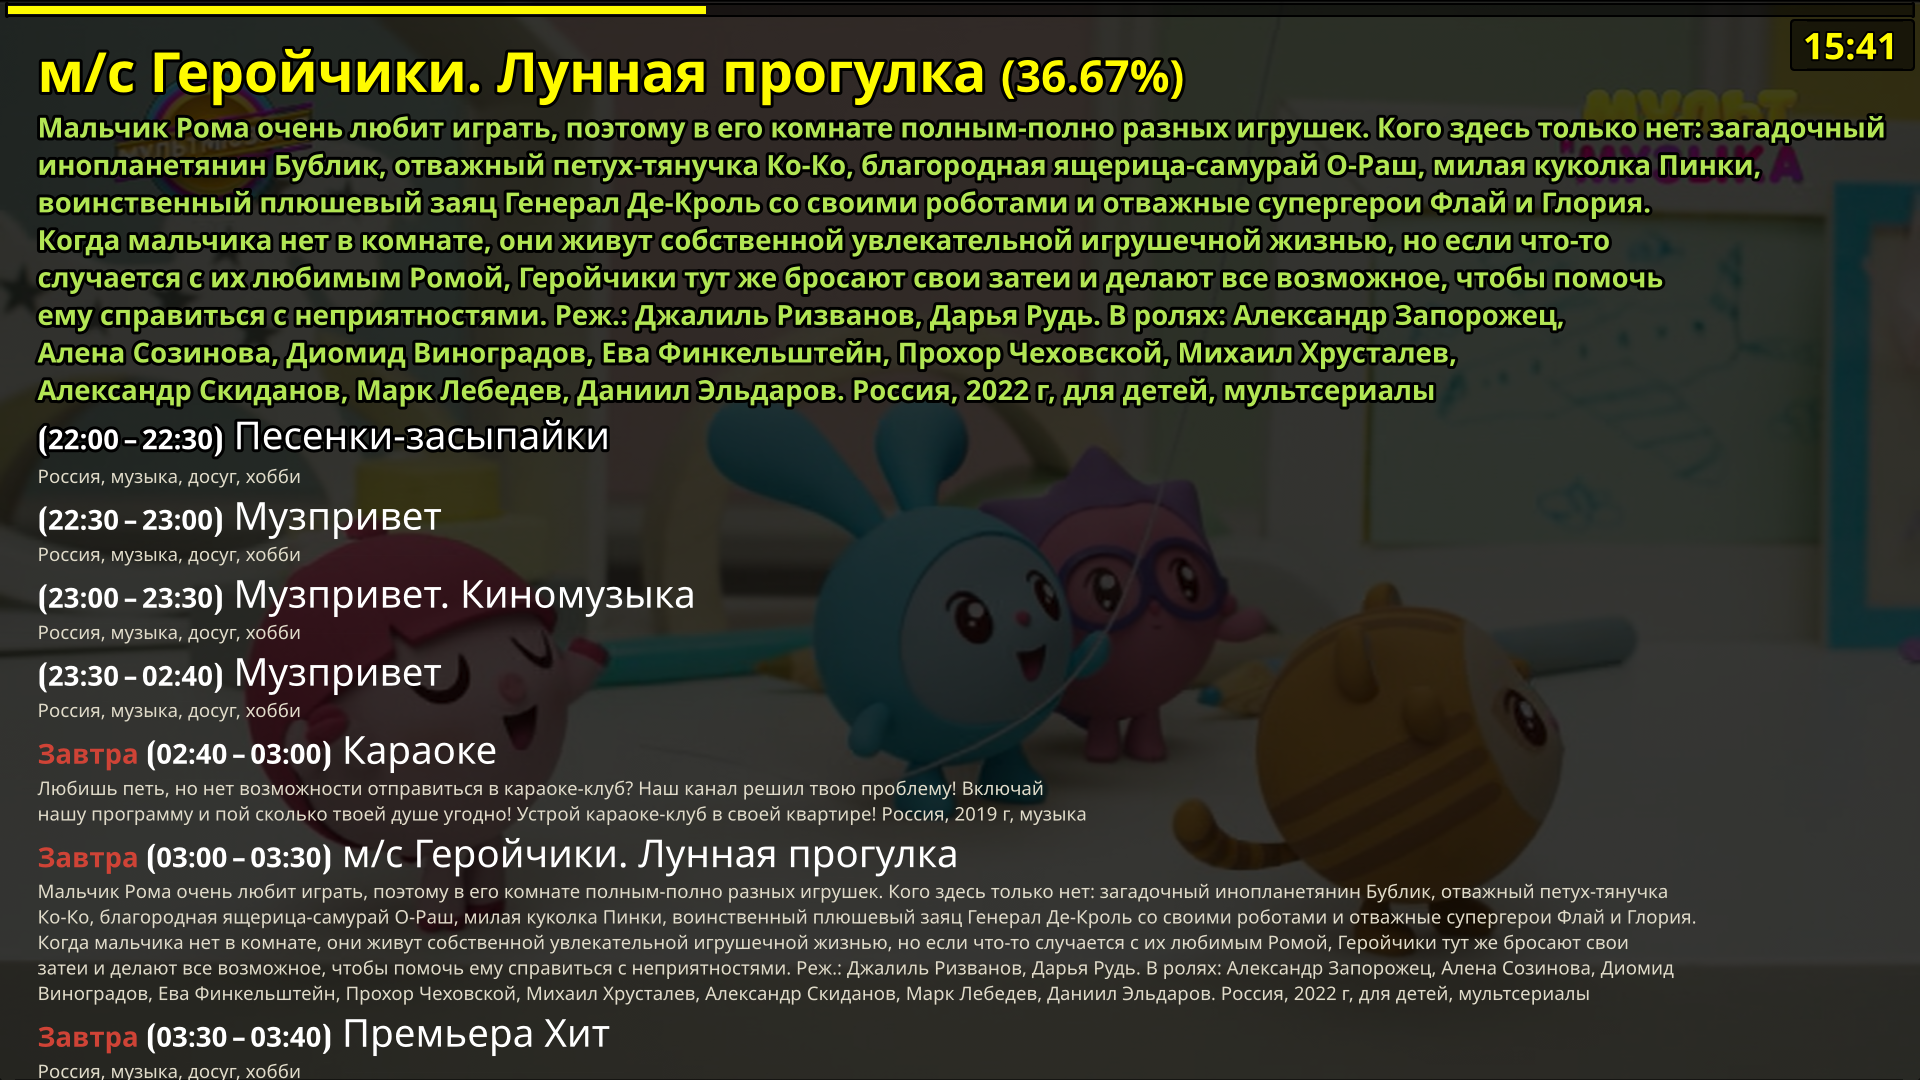 15:41
м/с Геройчики. Лунная прогулка (36.67%)
Мальчик Рома очень любит играть, поэтому в его комнате полным-полно разных игрушек. Кого здесь только нет: загадочный
инопланетянин Бублик, отважный петух-тянучка Ко-Ко, благородная ящерица-самурай О-Раш, милая куколка Пинки,
воинственный плюшевый заяц Генерал Де-Кроль со своими роботами и отважные супергерои Флай и Глория.
Когда мальчика нет в комнате, они живут собственной увлекательной игрушечной жизнью, но если что-то
случается с их любимым Ромой, Геройчики тут же бросают свои затеи и делают все возможное, чтобы помочь
ему справиться с неприятностями. Реж.: Джалиль Ризванов, Дарья Рудь. В ролях: Александр Запорожец,
Алена Созинова, Диомид Виноградов, Ева Финкельштейн, Прохор Чеховской, Михаил Хрусталев,
Александр Скиданов, Марк Лебедев, Даниил Эльдаров. Россия, 2022 г, для детей, мультсериалы
(22:00 – 22:30) Песенки-засыпайки
Россия, музыка, досуг, хобби
(22:30 – 23:00) Музпривет
Россия, музыка, досуг, хобби
(23:00 – 23:30) Музпривет. Киномузыка
Россия, музыка, досуг, хобби
(23:30 – 02:40) Музпривет
Россия, музыка, досуг, хобби
Завтра (02:40 – 03:00) Караоке
Любишь петь, но нет возможности отправиться в караоке-клуб? Наш канал решил твою проблему! Включай
нашу программу и пой сколько твоей душе угодно! Устрой караоке-клуб в своей квартире! Россия, 2019 г, музыка
Завтра (03:00 – 03:30) м/с Геройчики. Лунная прогулка
Мальчик Рома очень любит играть, поэтому в его комнате полным-полно разных игрушек. Кого здесь только нет: загадочный инопланетянин Бублик, отважный петух-тянучка
Ко-Ко, благородная ящерица-самурай О-Раш, милая куколка Пинки, воинственный плюшевый заяц Генерал Де-Кроль со своими роботами и отважные супергерои Флай и Глория.
Когда мальчика нет в комнате, они живут собственной увлекательной игрушечной жизнью, но если что-то случается с их любимым Ромой, Геройчики тут же бросают свои
затеи и делают все возможное, чтобы помочь ему справиться с неприятностями. Реж.: Джалиль Ризванов, Дарья Рудь. В ролях: Александр Запорожец, Алена Созинова, Диомид
Виноградов, Ева Финкельштейн, Прохор Чеховской, Михаил Хрусталев, Александр Скиданов, Марк Лебедев, Даниил Эльдаров. Россия, 2022 г, для детей, мультсериалы
Завтра (03:30 – 03:40) Премьера Хит
Россия, музыка, досуг, хобби